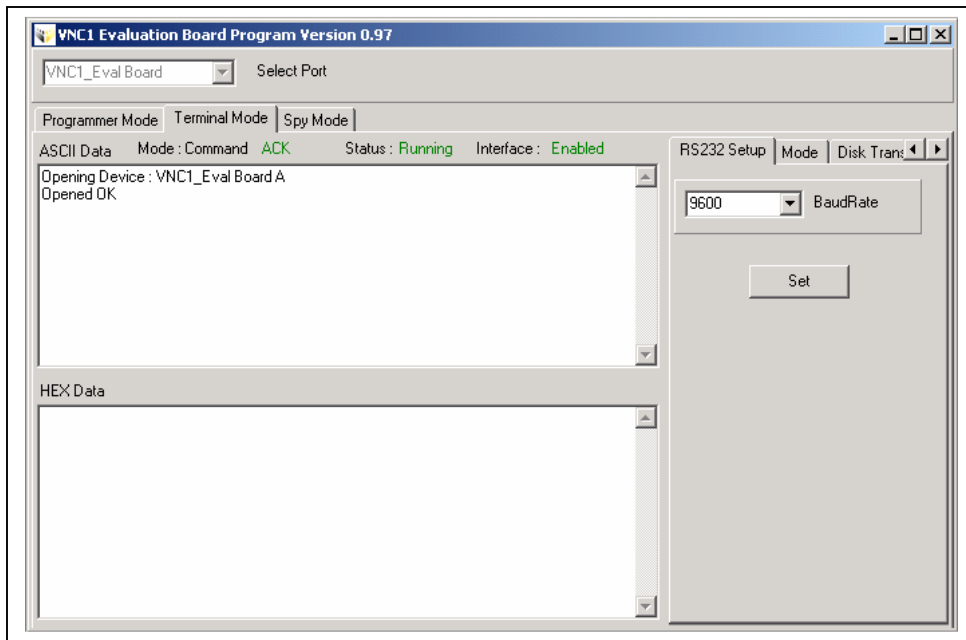 VNC1 Evaluation Board Program Version 0.97
VNC1_Eval Board Select Port
Programmer Mode Terminal Mode Spy Mode
ASCII Data Mode : Command ACK Status : Running Interface : Enabled
Opening Device : VNC1_Eval Board A
Opened OK
HEX Data
RS232 Setup Mode Disk Trans
9600 BaudRate
Set